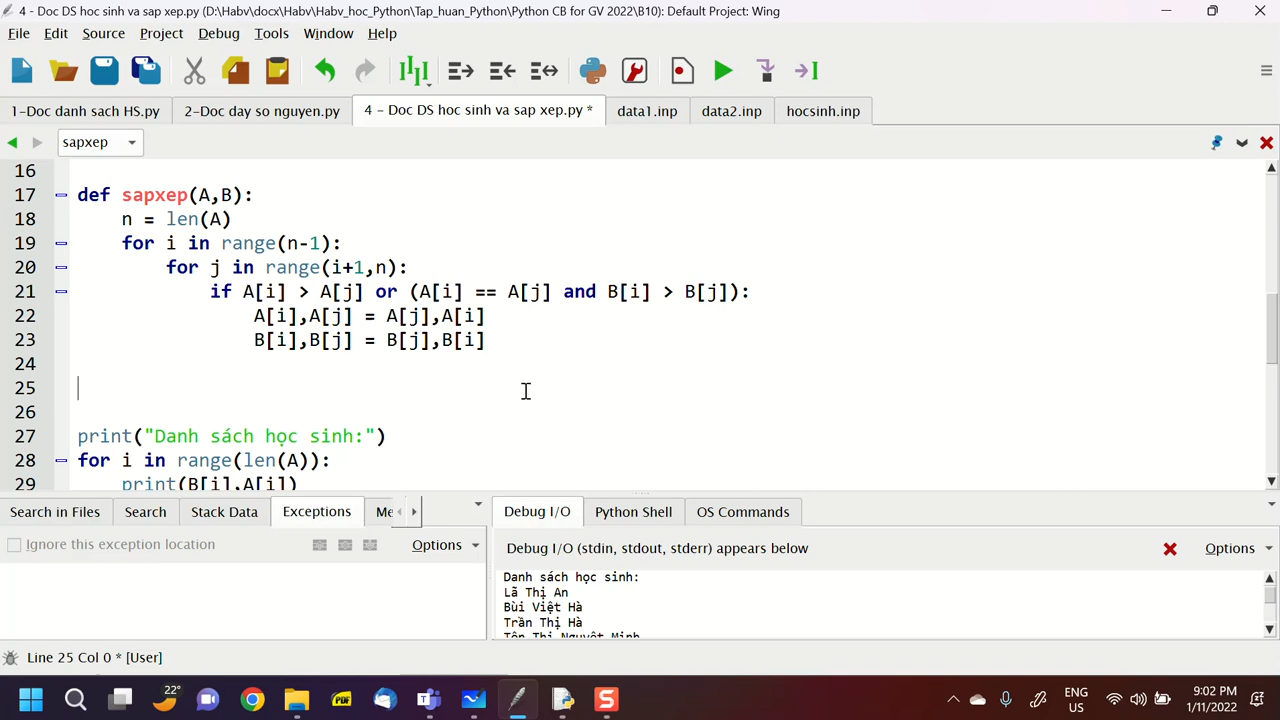 4 - Doc DS hoc sinh va sap xep.py (D:\Habv\docx\Habv\Habv_hoc_Python\Tap_huan_Python\Python CB for GV 2022\B10): Default Project: Wing
File Edit Source Project Debug Tools Window Help
1-Doc danh sach HS.py 2-Doc day so nguyen.py 4 - Doc DS hoc sinh va sap xep.py * data1.inp data2.inp hocsinh.inp
sapxep
16
17 def sapxep(A,B):
18 n = len(A)
19 for i in range(n-1):
20 for j in range(i+1,n):
21 if A[i] > A[j] or (A[i] == A[j] and B[i] > B[j]):
22 A[i],A[j] = A[j],A[i]
23 B[i],B[j] = B[j],B[i]
24
25
26
27 print("Danh sách học sinh:")
28 for i in range(len(A)):
29 print(B[i],A[i])
Search in Files Search Stack Data Exceptions Me Debug I/O Python Shell OS Commands
Ignore this exception location Options Debug I/O (stdin, stdout, stderr) appears below Options
Danh sách học sinh:
Lã Thị An
Bùi Việt Hà
Trần Thị Hà
Tôn Thị Nguyệt Minh
Line 25 Col 0 * [User]
22° PDF ENG US 9:02 PM 1/11/2022